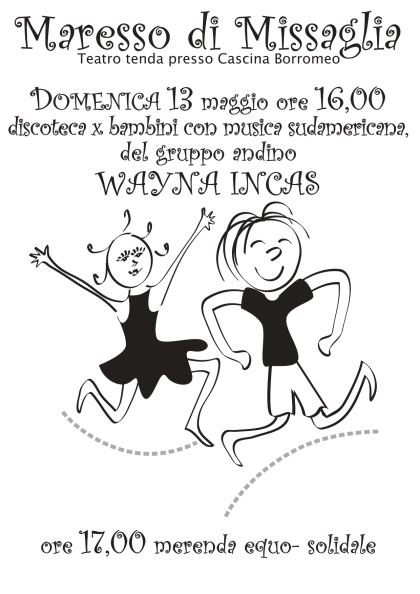 Maresso di Missaglia
Teatro tenda presso Cascina Borromeo
DOMENICA 13 maggio ore 16,00
discoteca x bambini con musica sudamericana,
del gruppo andino
WAYNA INCAS
ore 17,00 merenda equo- solidale